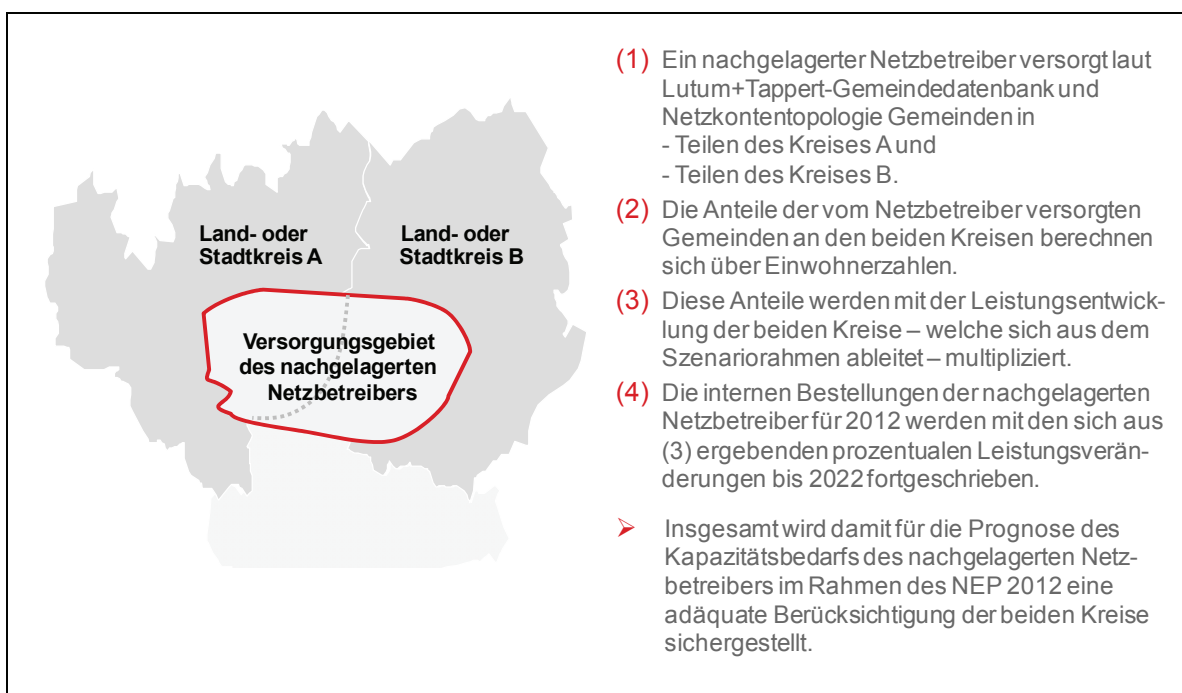 Land- oder
Stadtkreis A
Land- oder
Stadtkreis B
Versorgungsgebiet
des nachgelagerten
Netzbetreibers
(1) Ein nachgelagerter Netzbetreiber versorgt laut
Lutum+Tappert-Gemeindedatenbank und
Netzkontentopologie Gemeinden in
- Teilen des Kreises A und
- Teilen des Kreises B.
(2) Die Anteile der vom Netzbetreiber versorgten
Gemeinden an den beiden Kreisen berechnen
sich über Einwohnerzahlen.
(3) Diese Anteile werden mit der Leistungsentwick-
lung der beiden Kreise – welche sich aus dem
Szenariorahmen ableitet – multipliziert.
(4) Die internen Bestellungen der nachgelagerten
Netzbetreiber für 2012 werden mit den sich aus
(3) ergebenden prozentualen Leistungsverän-
derungen bis 2022 fortgeschrieben.
➢ Insgesamt wird damit für die Prognose des
Kapazitätsbedarfs des nachgelagerten Netz-
betreibers im Rahmen des NEP 2012 eine
adäquate Berücksichtigung der beiden Kreise
sichergestellt.